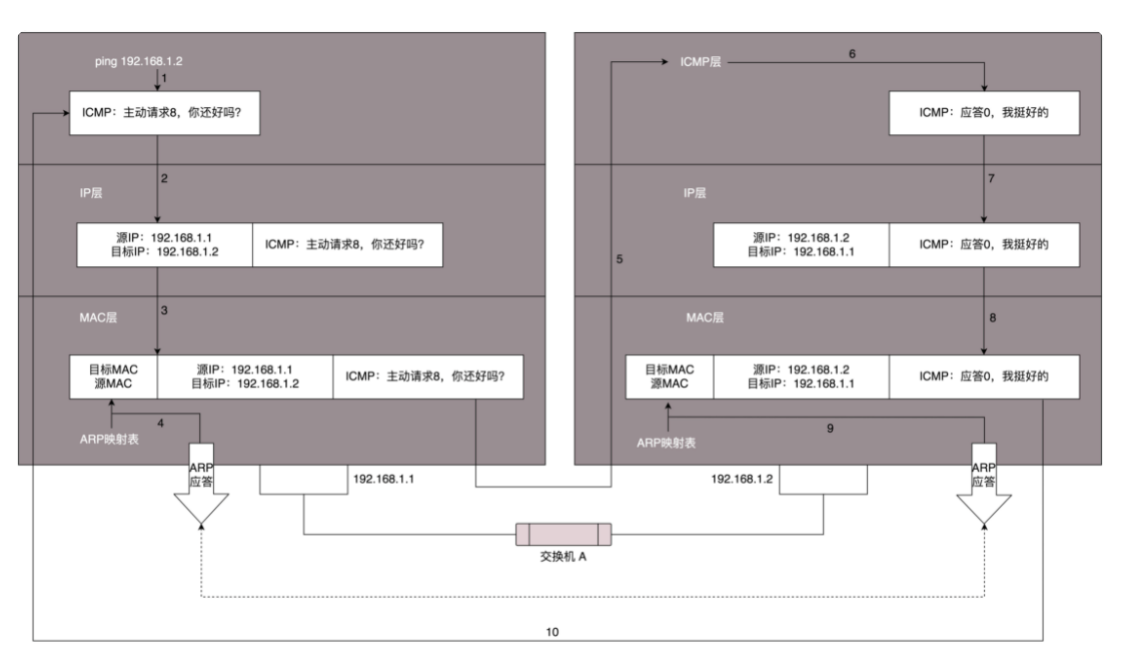 ping 192.168.1.2
1
ICMP：主动请求8，你还好吗？
2
IP层
源IP：192.168.1.1
目标IP：192.168.1.2
ICMP：主动请求8，你还好吗？
3
MAC层
目标MAC
源MAC
源IP：192.168.1.1
目标IP：192.168.1.2
ICMP：主动请求8，你还好吗？
4
ARP映射表
ARP
应答
192.168.1.1
5
ICMP层
6
ICMP：应答0，我挺好的
7
IP层
源IP：192.168.1.2
目标IP：192.168.1.1
ICMP：应答0，我挺好的
8
MAC层
目标MAC
源MAC
源IP：192.168.1.2
目标IP：192.168.1.1
ICMP：应答0，我挺好的
9
ARP映射表
ARP
应答
192.168.1.2
交换机 A
10